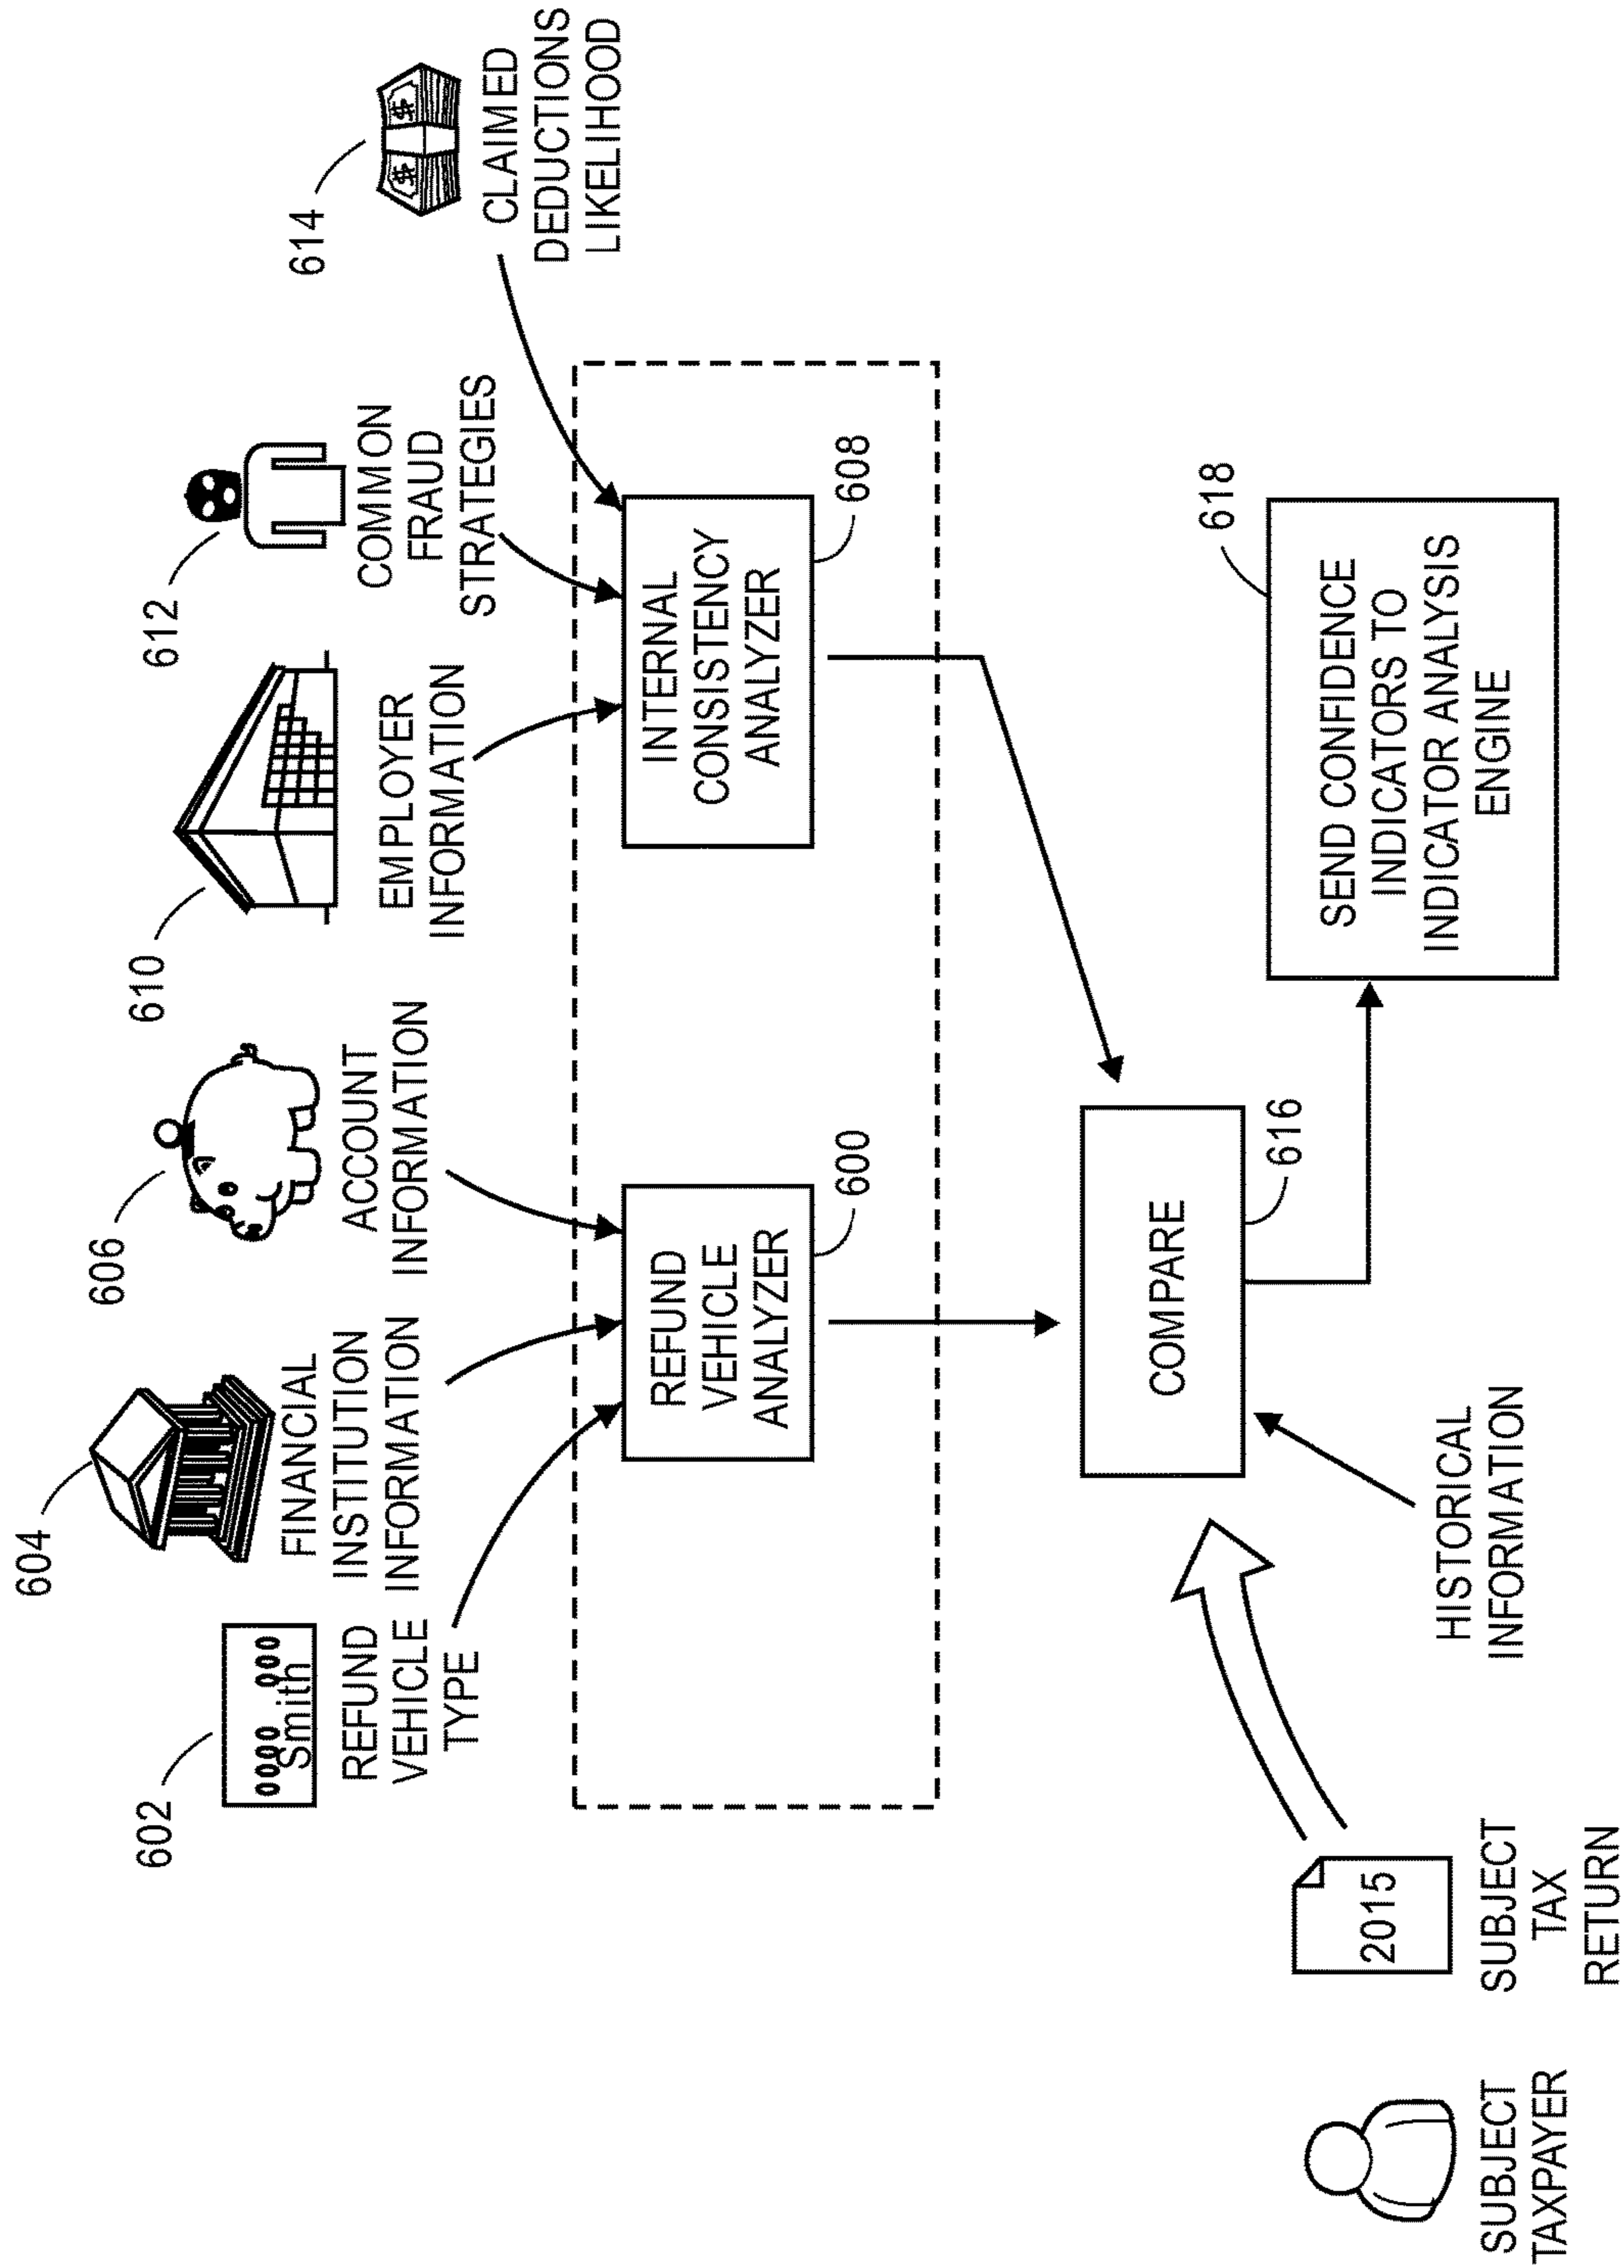 604
606
610
612
614
602
0000 000
Smith
REFUND
VEHICLE
TYPE
FINANCIAL
INSTITUTION
INFORMATION
ACCOUNT
INFORMATION
EMPLOYER
INFORMATION
COMMON
FRAUD
STRATEGIES
$ $
CLAIMED
DEDUCTIONS
LIKELIHOOD
REFUND
VEHICLE
ANALYZER
600
INTERNAL
CONSISTENCY
ANALYZER
608
COMPARE
616
SEND CONFIDENCE
INDICATORS TO
INDICATOR ANALYSIS
ENGINE
618
HISTORICAL
INFORMATION
2015
SUBJECT
TAX
RETURN
SUBJECT
TAXPAYER